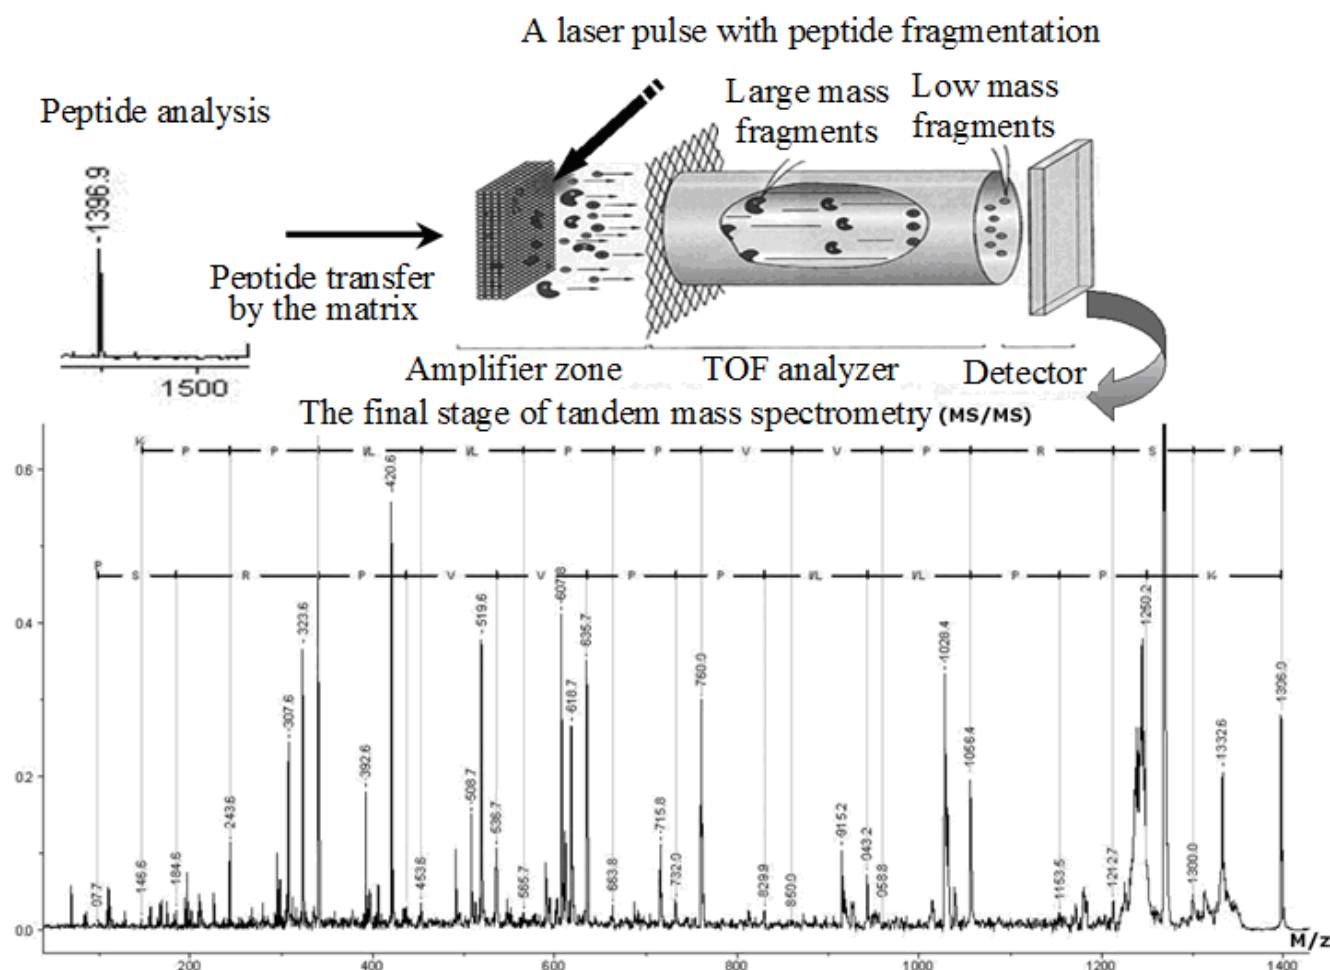 A laser pulse with peptide fragmentation
Peptide analysis
Large mass
fragments
Low mass
fragments
-1396.9
1500
Peptide transfer
by the matrix
Amplifier zone
TOF analyzer
Detector
The final stage of tandem mass spectrometry (MS/MS)
K P P P P V V P R S P
P S R P V V P P P P K
0.6
0.4
0.2
0.0
146.6
184.6
243.6
-307.6
-323.6
-392.6
-420.6
453.6
-508.7
-519.6
-536.7
565.7
-607.8
-618.7
-635.7
663.8
-715.8
732.0
-760.0
829.9
860.0
-915.2
-1028.4
-1056.4
1153.5
1212.7
1260.2
1300.0
-1332.6
200
400
600
800
1000
1200
1400
M/z